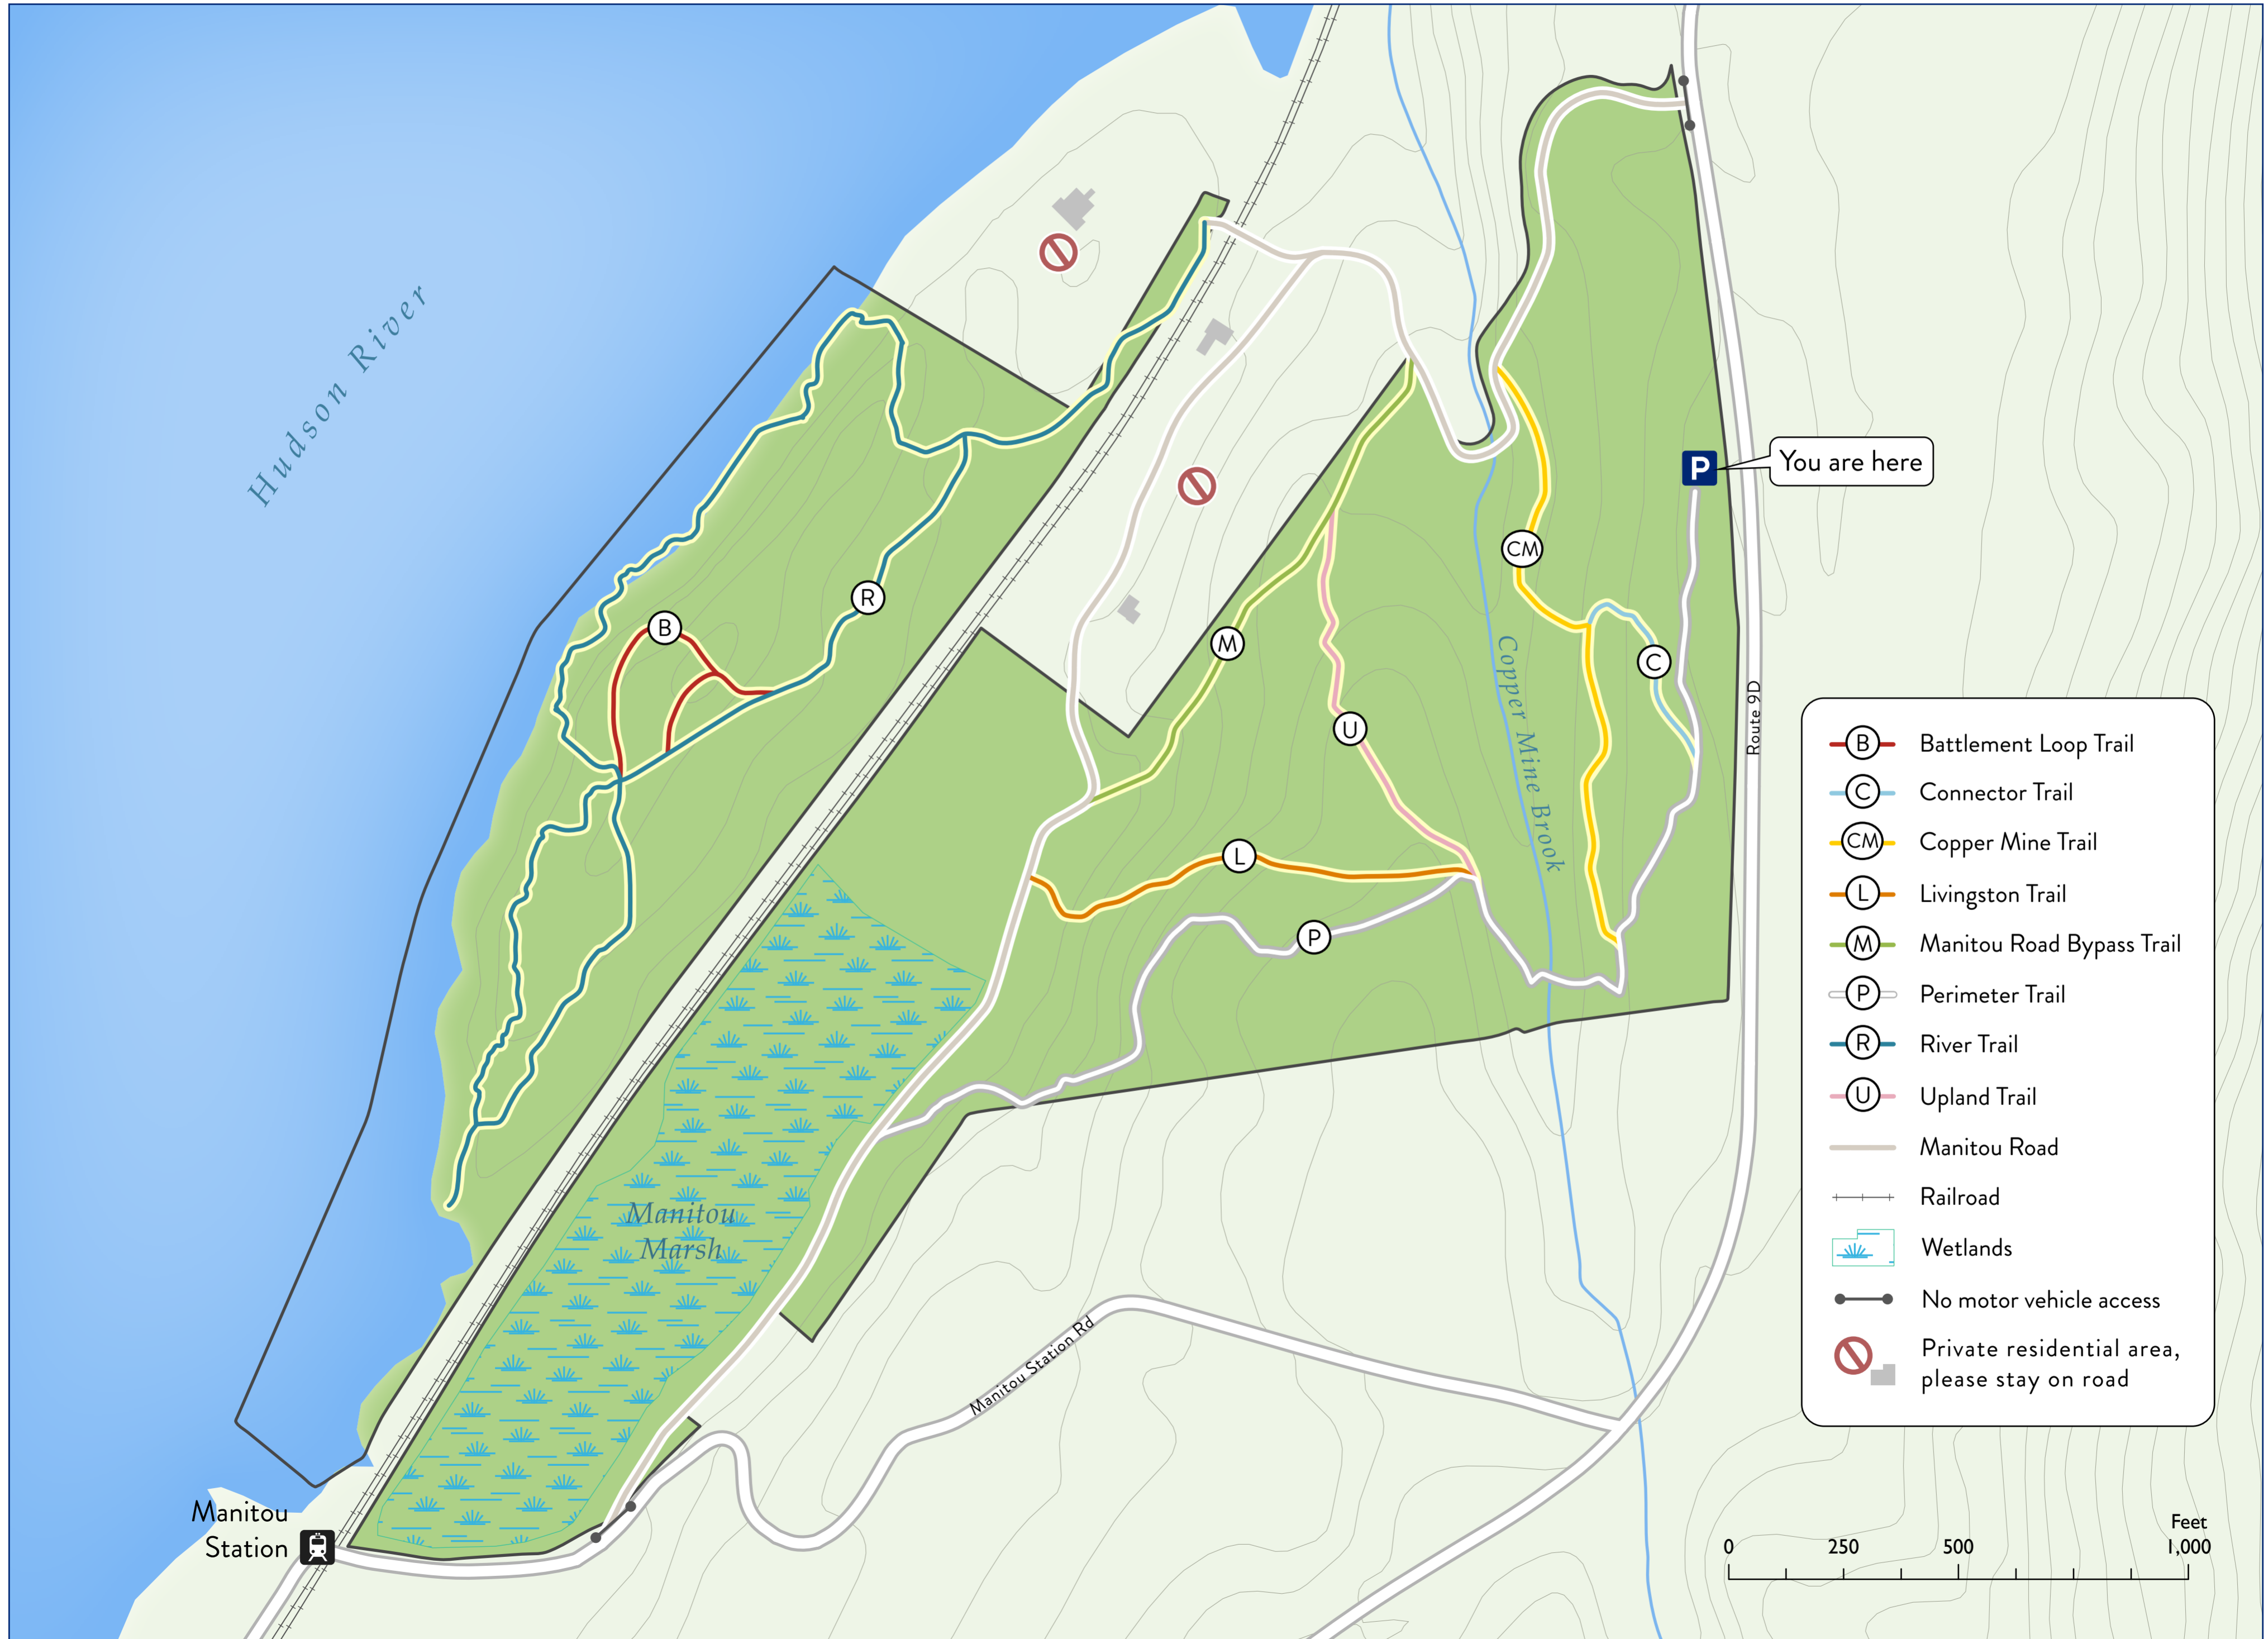 Hudson River
You are here
B
R
M
CM
C
U
L
P
P
Copper Mine Brook
Route 9D
Manitou
Marsh
Manitou Station Rd
Manitou
Station
B Battlement Loop Trail
C Connector Trail
CM Copper Mine Trail
L Livingston Trail
M Manitou Road Bypass Trail
P Perimeter Trail
R River Trail
U Upland Trail
Manitou Road
Railroad
Wetlands
No motor vehicle access
Private residential area,
please stay on road
Feet
0 250 500 1,000